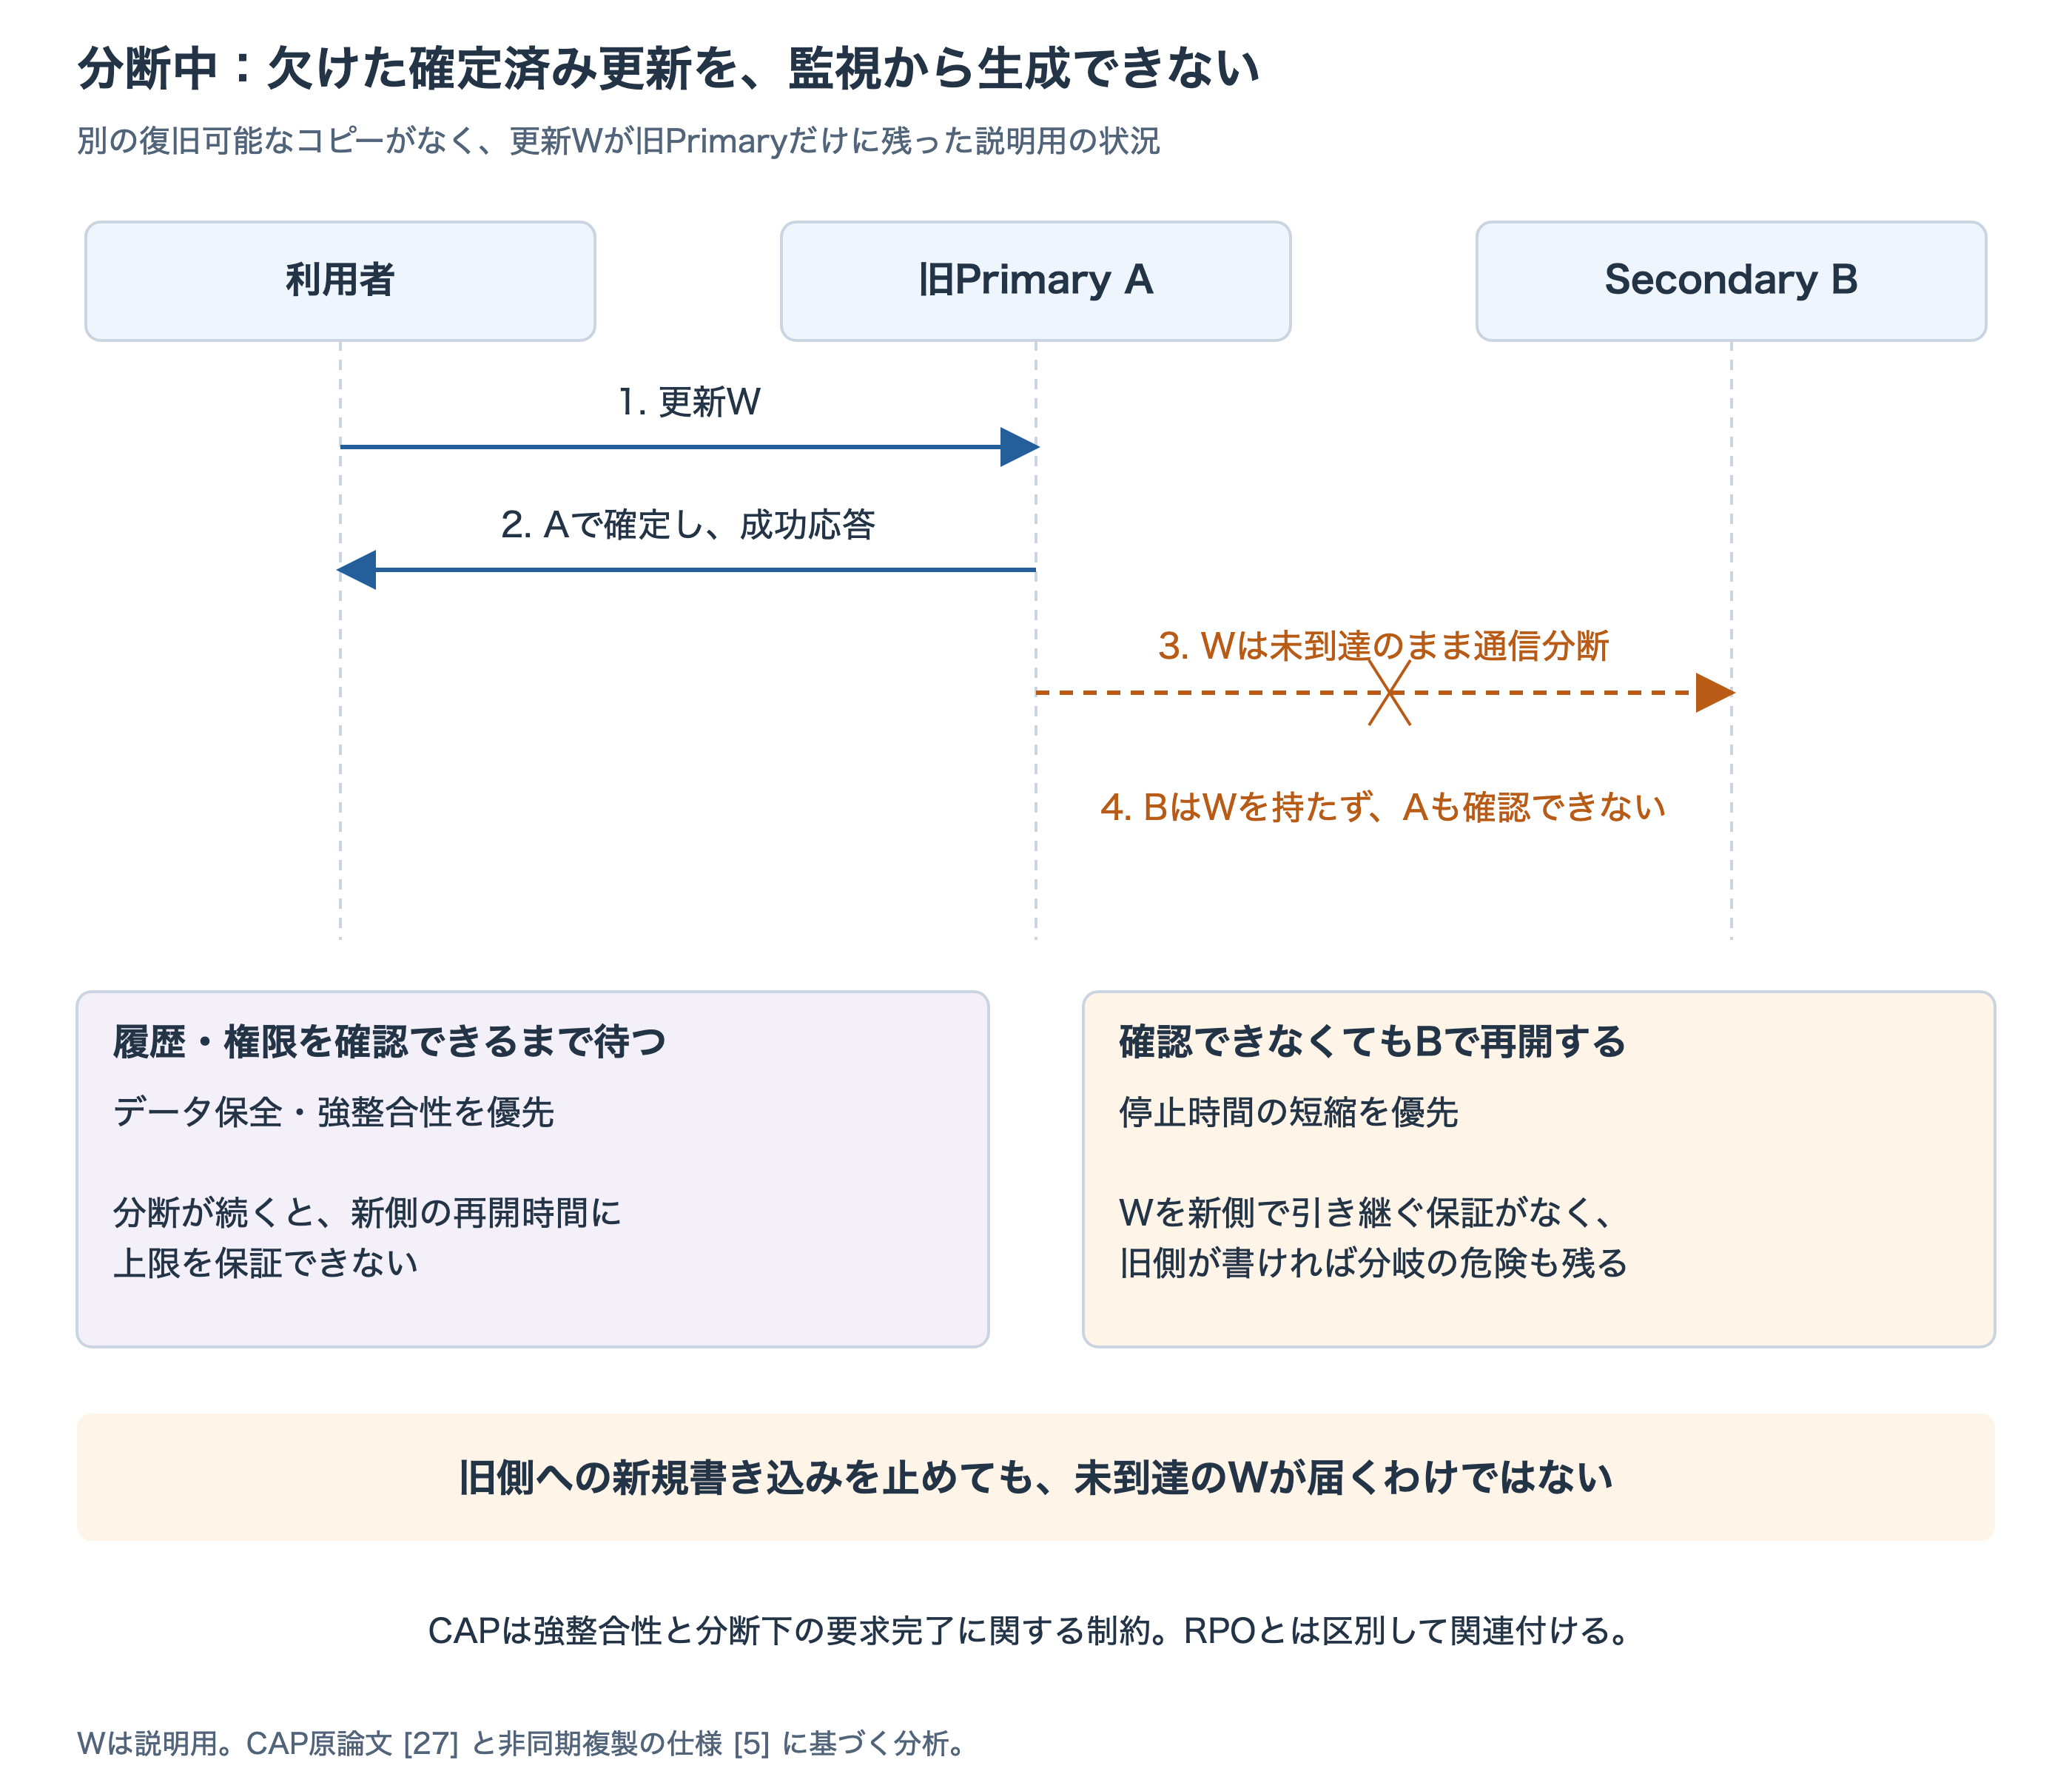 分断中：欠けた確定済み更新を、監視から生成できない
別の復旧可能なコピーがなく、更新Wが旧Primaryだけに残った説明用の状況
利用者
旧Primary A
Secondary B
1. 更新W
2. Aで確定し、成功応答
3. Wは未到達のまま通信分断
4. BはWを持たず、Aも確認できない
履歴・権限を確認できるまで待つ
データ保全・強整合性を優先
分断が続くと、新側の再開時間に
上限を保証できない
確認できなくてもBで再開する
停止時間の短縮を優先
Wを新側で引き継ぐ保証がなく、
旧側が書ければ分岐の危険も残る
旧側への新規書き込みを止めても、未到達のWが届くわけではない
CAPは強整合性と分断下の要求完了に関する制約。RPOとは区別して関連付ける。
Wは説明用。CAP原論文 [27] と非同期複製の仕様 [5] に基づく分析。